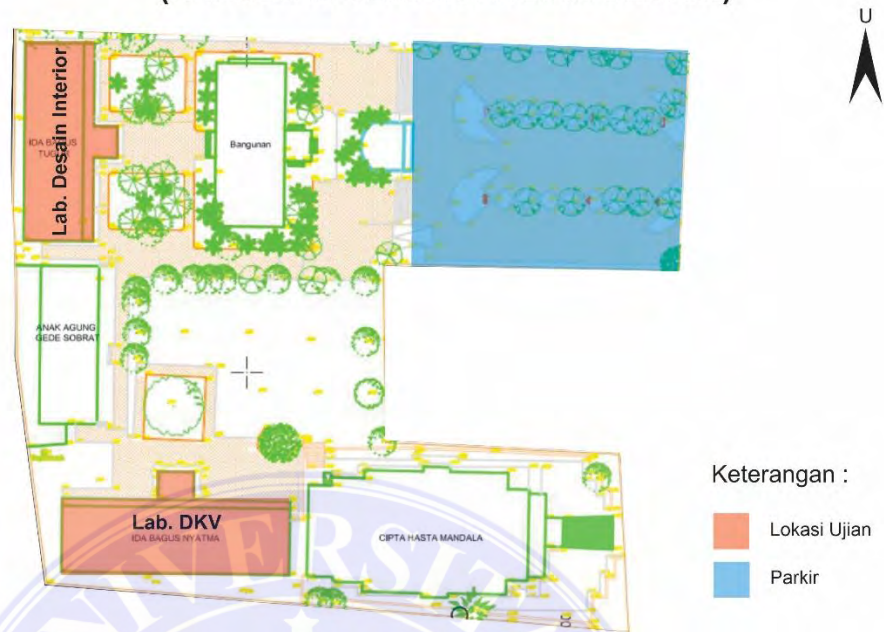 U
Lab. Desain Interior
IDA BAGUS
Bangunan
ANAK AGUNG
GEDE SOBRAT
Lab. DKV
IDA BAGUS NYATMA
CIPTA HASTA MANDALA
Keterangan :
Lokasi Ujian
Parkir
UNIVERSIT